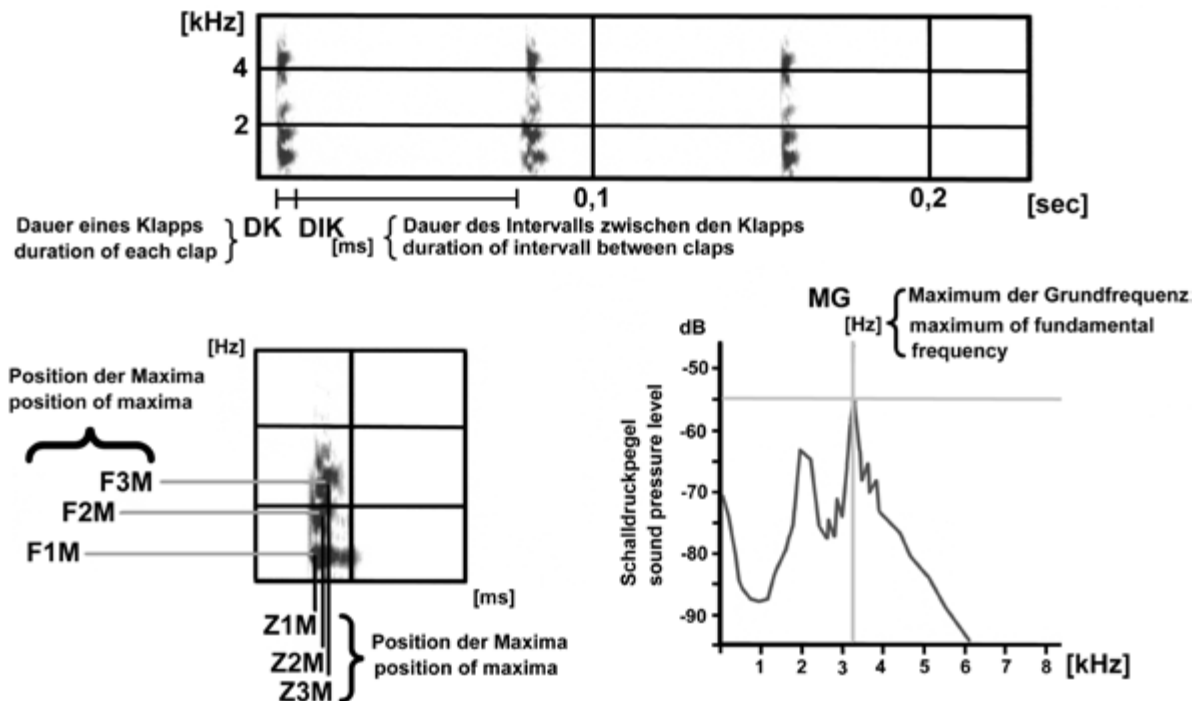 [kHz]
4
2
0,1
0,2
[sec]
Dauer eines Klapps
duration of each clap
DK
DIK
[ms]
Dauer des Intervalls zwischen den Klapps
duration of intervall between claps
[Hz]
Position der Maxima
position of maxima
F3M
F2M
F1M
[ms]
Z1M
Z2M
Z3M
Position der Maxima
position of maxima
MG
[Hz]
Maximum der Grundfrequenz
maximum of fundamental
frequency
dB
-50
-60
-70
-80
-90
Schalldruckpegel
sound pressure level
1 2 3 4 5 6 7 8 [kHz]